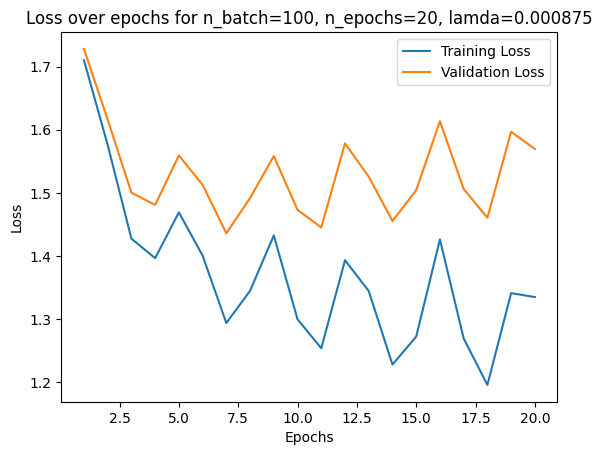 Loss over epochs for n_batch=100, n_epochs=20, lamda=0.000875
Training Loss
Validation Loss
1.7
1.6
1.5
1.4
1.3
1.2
Loss
2.5 5.0 7.5 10.0 12.5 15.0 17.5 20.0
Epochs